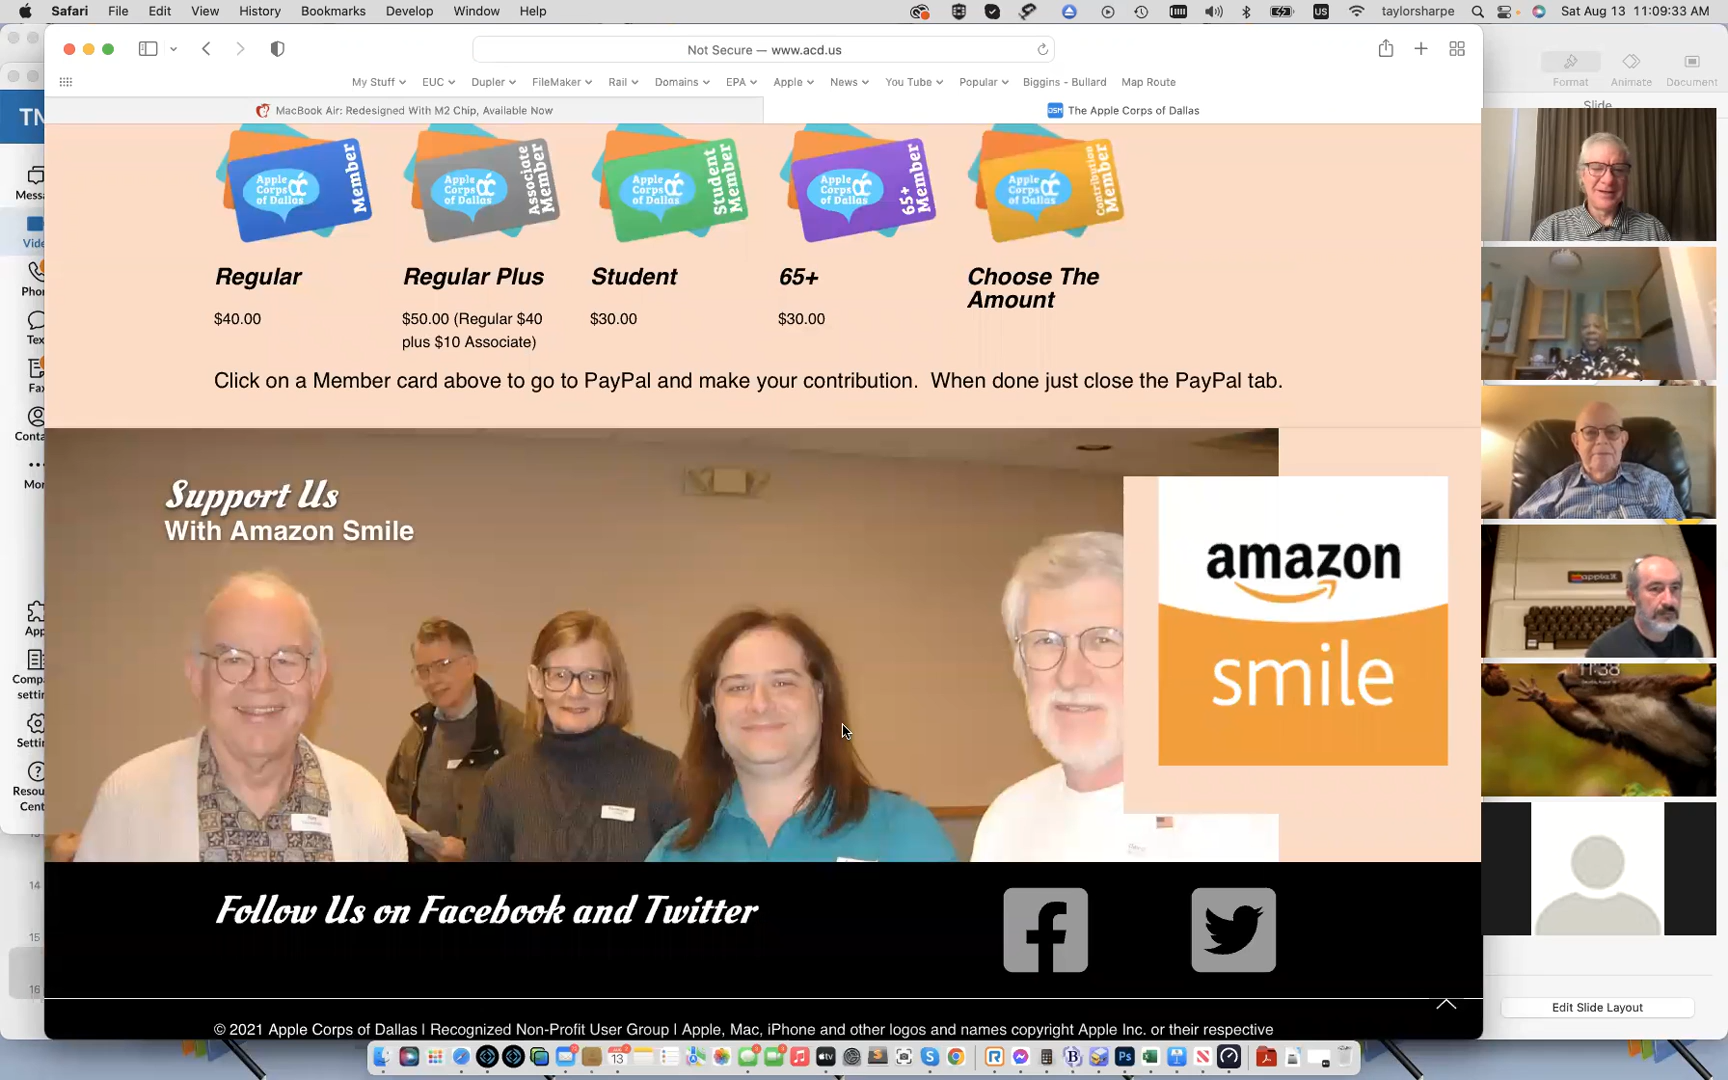 Safari File Edit View History Bookmarks Develop Window Help
taylorsharpe Sat Aug 13 11:09:33 AM
Not Secure — www.acd.us
My Stuff EUC Dupler FileMaker Rail Domains EPA Apple News You Tube Popular Biggins - Bullard Map Route
MacBook Air: Redesigned With M2 Chip, Available Now
The Apple Corps of Dallas
Format Animate Document
Slide
Apple Corps of Dallas Member
Apple Corps of Dallas Associate Member
Apple Corps of Dallas Student Member
Apple Corps of Dallas 65+ Member
Apple Corps of Dallas Contribution Member
Regular
$40.00
Regular Plus
$50.00 (Regular $40
plus $10 Associate)
Student
$30.00
65+
$30.00
Choose The
Amount
Click on a Member card above to go to PayPal and make your contribution. When done just close the PayPal tab.
Support Us
With Amazon Smile
amazon
smile
Follow Us on Facebook and Twitter
© 2021 Apple Corps of Dallas | Recognized Non-Profit User Group | Apple, Mac, iPhone and other logos and names copyright Apple Inc. or their respective
Edit Slide Layout
14
15
16